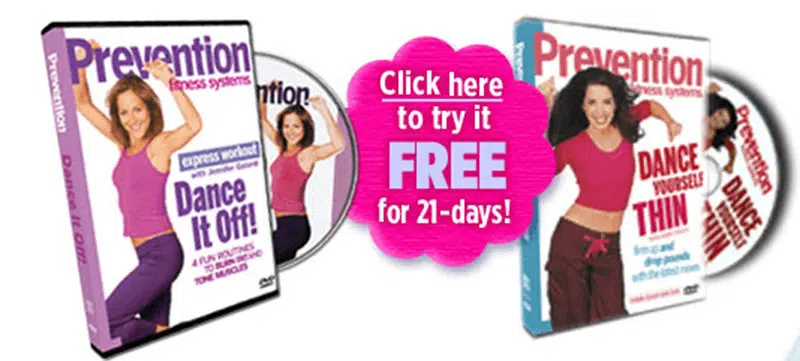 Prevention
fitness systems
Prevention
Dance It Off!
express workout
with Jennifer Galardi
Dance
It Off!
4 FUN ROUTINES
TO BURN FAT AND
TONE MUSCLES
DVD
Click here
to try it
FREE
for 21-days!
Prevention
fitness systems
DANCE
YOURSELF
THIN
firm up and
drop pounds
with the latest moves
DVD
Prevention
DANCE
YOURSELF
THIN